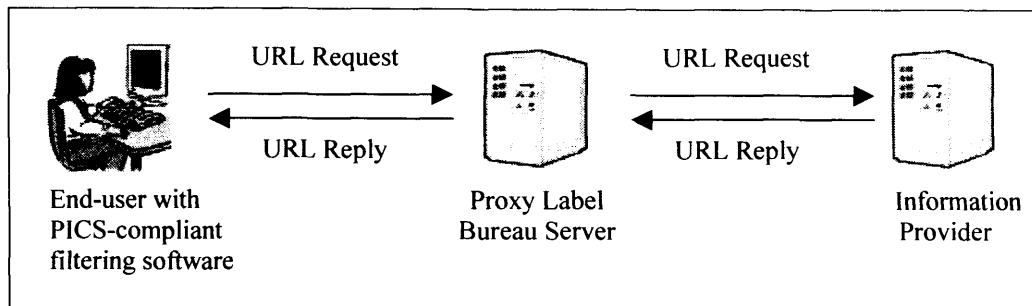 URL Request
URL Request
URL Reply
URL Reply
End-user with
PICS-compliant
filtering software
Proxy Label
Bureau Server
Information
Provider